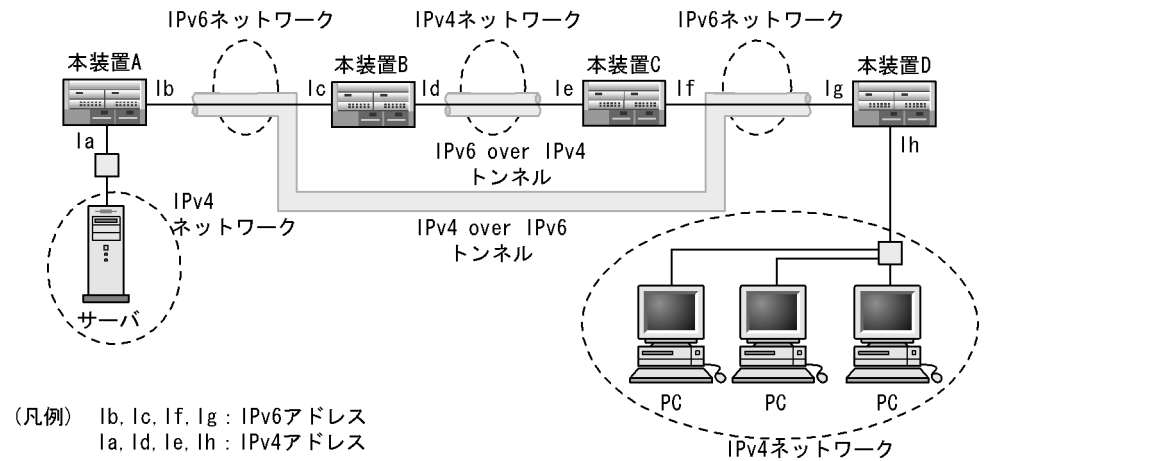 IPv6ネットワーク
IPv4ネットワーク
IPv6ネットワーク
本装置A
本装置B
本装置C
本装置D
Ib
Ic
Id
Ie
If
Ig
Ia
Ih
IPv6 over IPv4
トンネル
IPv4
ネットワーク
IPv4 over IPv6
トンネル
サーバ
PC
PC
PC
(凡例) Ib,Ic,If,Ig:IPv6アドレス
Ia,Id,Ie,Ih:IPv4アドレス
IPv4ネットワーク